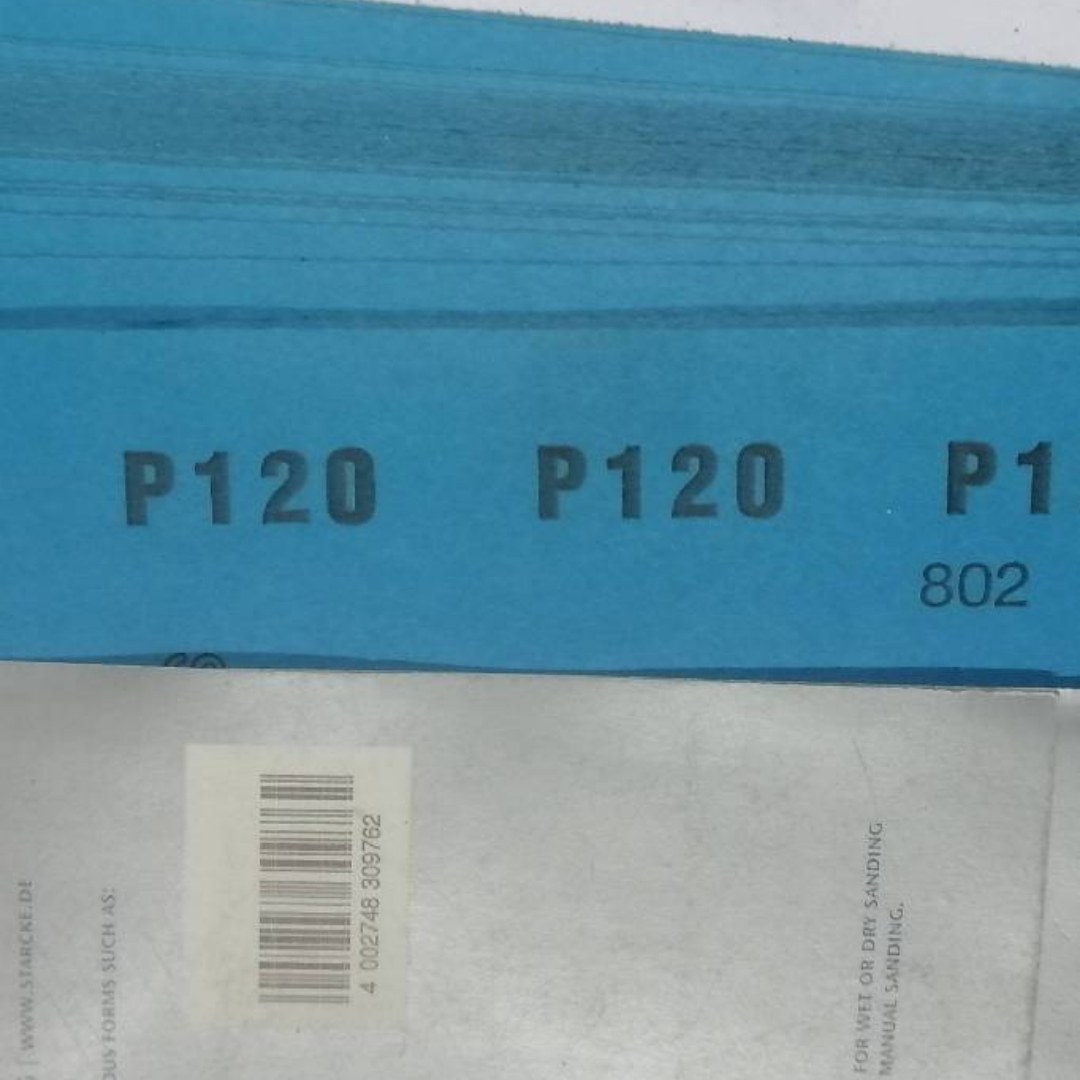 P120 P120 P1
802
4 002748 309762
| WWW.STARCKE.DE
FORMS SUCH AS:
FOR WET OR DRY SANDING
MANUAL SANDING.